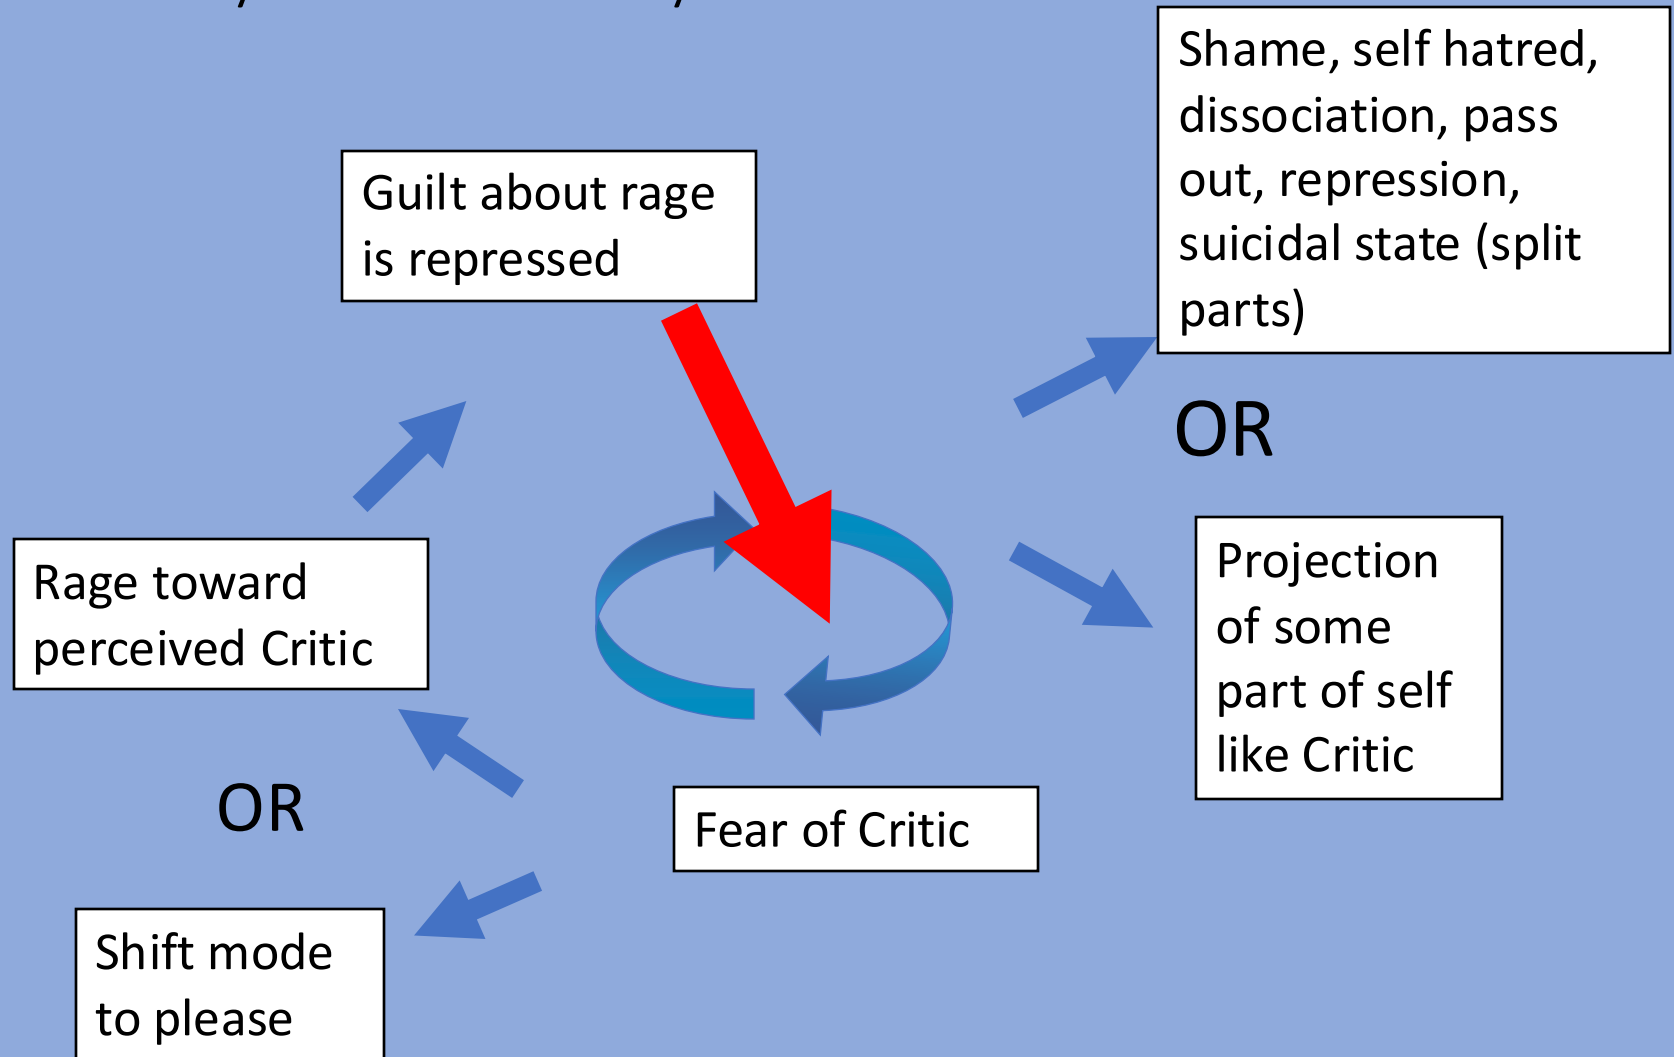 Guilt about rage
is repressed
Shame, self hatred,
dissociation, pass
out, repression,
suicidal state (split
parts)
OR
Projection
of some
part of self
like Critic
Rage toward
perceived Critic
OR
Fear of Critic
Shift mode
to please